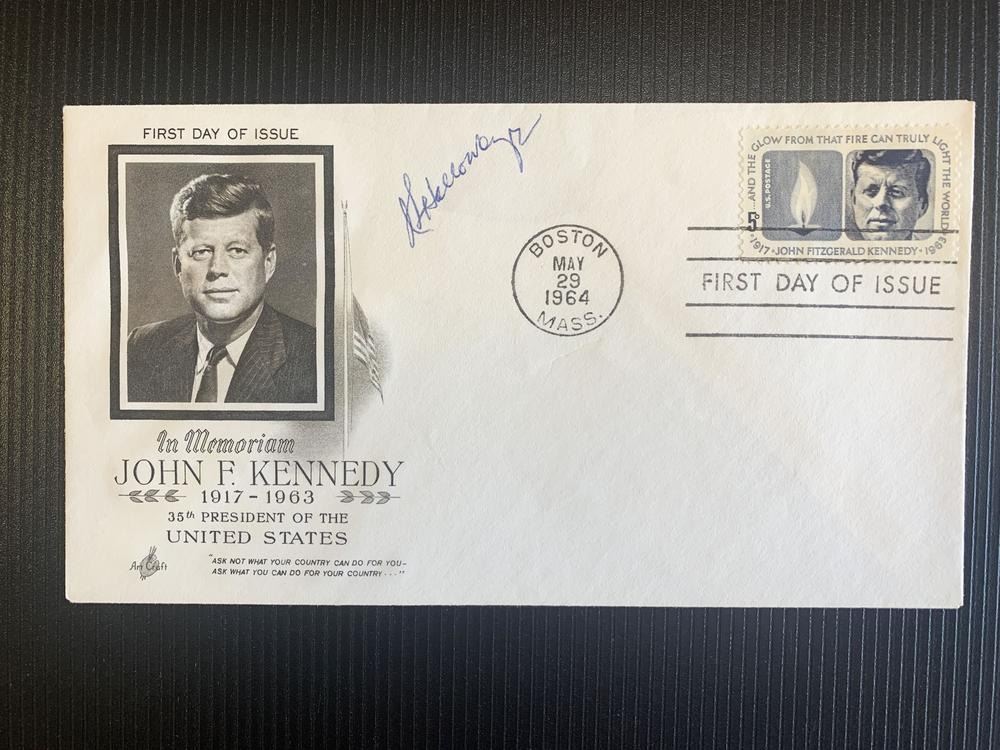 FIRST DAY OF ISSUE
In Memoriam
JOHN F. KENNEDY
1917 - 1963
35th PRESIDENT OF THE
UNITED STATES
Art Craft
"ASK NOT WHAT YOUR COUNTRY CAN DO FOR YOU-
ASK WHAT YOU CAN DO FOR YOUR COUNTRY..."
BOSTON
MAY
29
1964
MASS.
...AND THE GLOW FROM THAT FIRE CAN TRULY LIGHT THE WORLD
U.S. POSTAGE
5c
1917 · JOHN FITZGERALD KENNEDY · 1963
FIRST DAY OF ISSUE